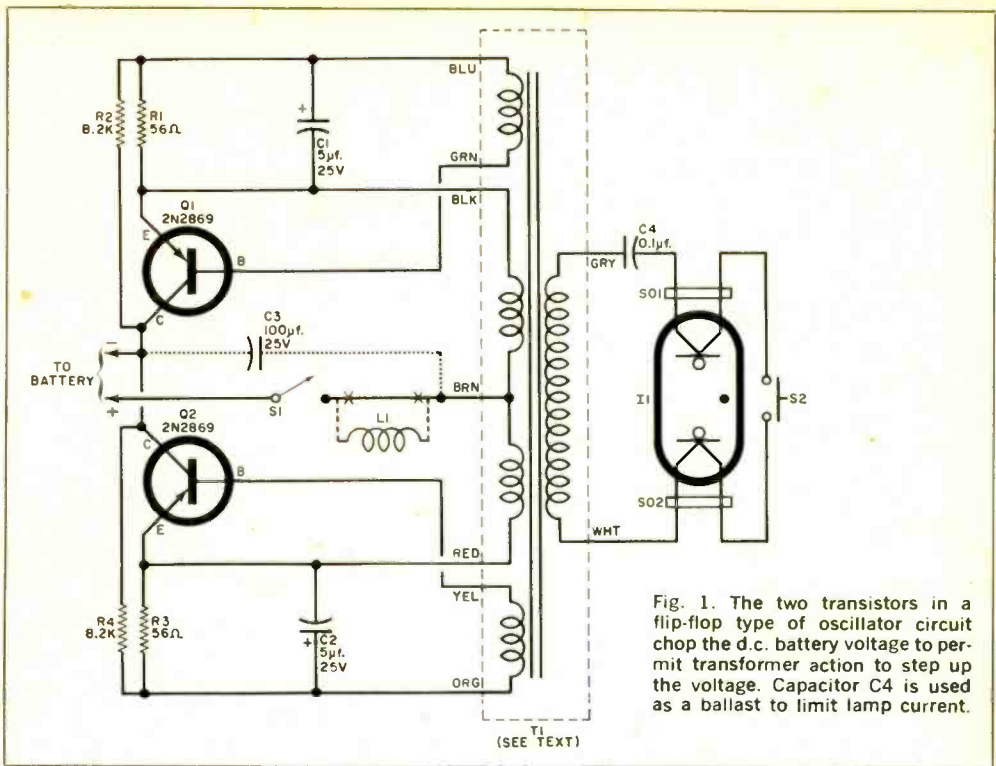 BLU
R2
8.2K
R1
56Ω
+
C1
5µf.
25V
GRN
BLK
Q1
2N2869
E
B
C
C4
0.1µf.
GRY
SO1
C3
100µf.
25V
−
TO
BATTERY
+
S1
BRN
L1
I1
S2
Q2
2N2869
C
B
E
SO2
WHT
RED
YEL
R4
8.2K
R3
56Ω
C2
5µf.
25V
+
ORG
T1
(SEE TEXT)
Fig. 1. The two transistors in a
flip-flop type of oscillator circuit
chop the d.c. battery voltage to per-
mit transformer action to step up
the voltage. Capacitor C4 is used
as a ballast to limit lamp current.